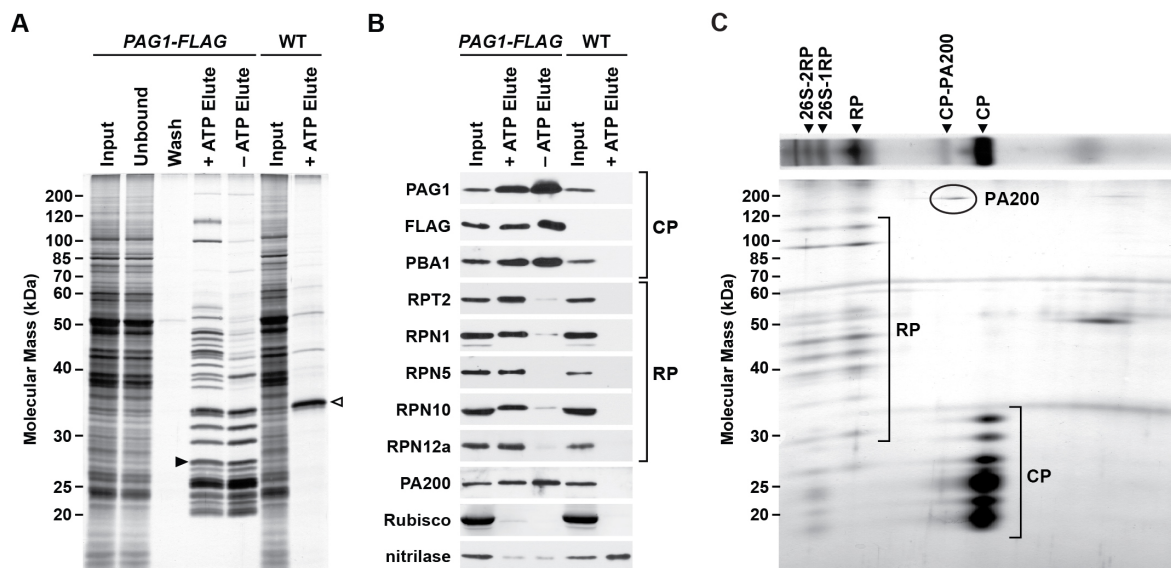 A
PAG1-FLAG
WT
Input
Unbound
Wash
+ ATP Elute
– ATP Elute
Input
+ ATP Elute
Molecular Mass (kDa)
200
120
100
85
70
60
50
40
30
25
20
B
PAG1-FLAG
WT
Input
+ ATP Elute
– ATP Elute
Input
+ ATP Elute
PAG1
FLAG
PBA1
CP
RPT2
RPN1
RPN5
RPN10
RPN12a
RP
PA200
Rubisco
nitrilase
C
26S-2RP
26S-1RP
RP
CP-PA200
CP
Molecular Mass (kDa)
200
120
100
85
70
60
50
40
30
25
20
PA200
RP
CP